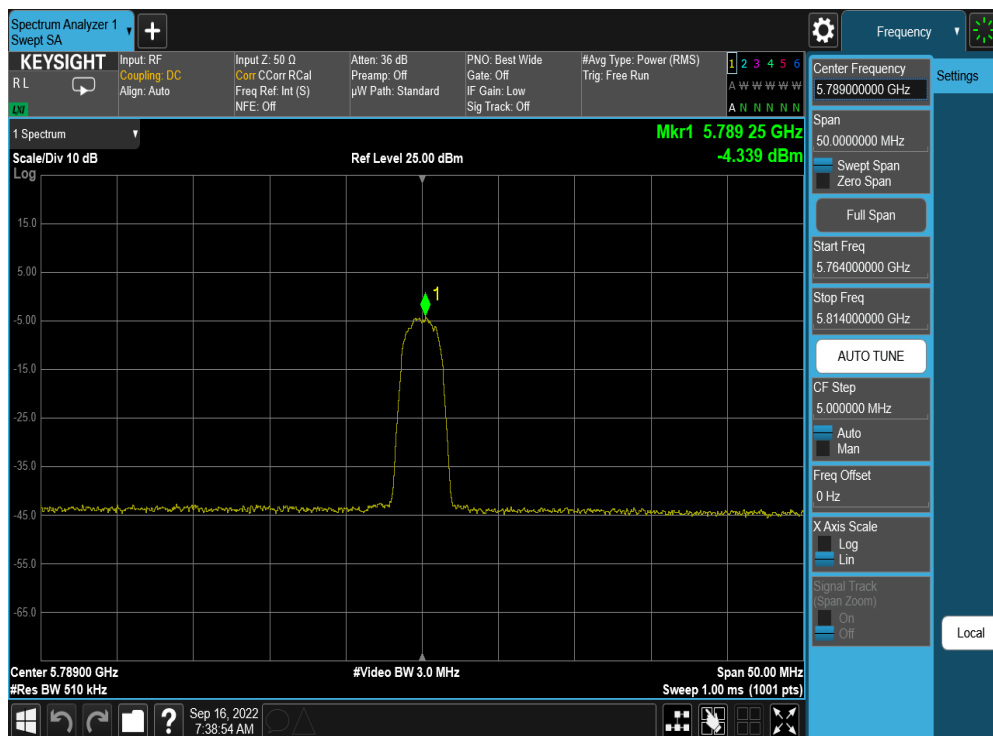 Spectrum Analyzer 1
Swept SA
Frequency
KEYSIGHT
R L
LXI
Input: RF
Coupling: DC
Align: Auto
Input Z: 50 Ω
Corr CCorr RCal
Freq Ref: Int (S)
NFE: Off
Atten: 36 dB
Preamp: Off
µW Path: Standard
PNO: Best Wide
Gate: Off
IF Gain: Low
Sig Track: Off
#Avg Type: Power (RMS)
Trig: Free Run
1 2 3 4 5 6
A W W W W W
A N N N N N
1 Spectrum
Scale/Div 10 dB
Log
Ref Level 25.00 dBm
Mkr1 5.789 25 GHz
-4.339 dBm
1
15.0
5.00
-5.00
-15.0
-25.0
-35.0
-45.0
-55.0
-65.0
Center 5.78900 GHz
#Res BW 510 kHz
#Video BW 3.0 MHz
Span 50.00 MHz
Sweep 1.00 ms (1001 pts)
Center Frequency
5.789000000 GHz
Span
50.0000000 MHz
Swept Span
Zero Span
Full Span
Start Freq
5.764000000 GHz
Stop Freq
5.814000000 GHz
AUTO TUNE
CF Step
5.000000 MHz
Auto
Man
Freq Offset
0 Hz
X Axis Scale
Log
Lin
Signal Track
(Span Zoom)
On
Off
Settings
Local
?
Sep 16, 2022
7:38:54 AM